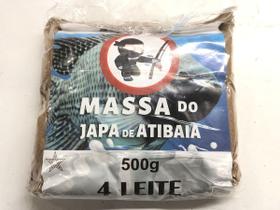 MASSA DO
JAPA DE ATIBAIA
500g
4 LEITE